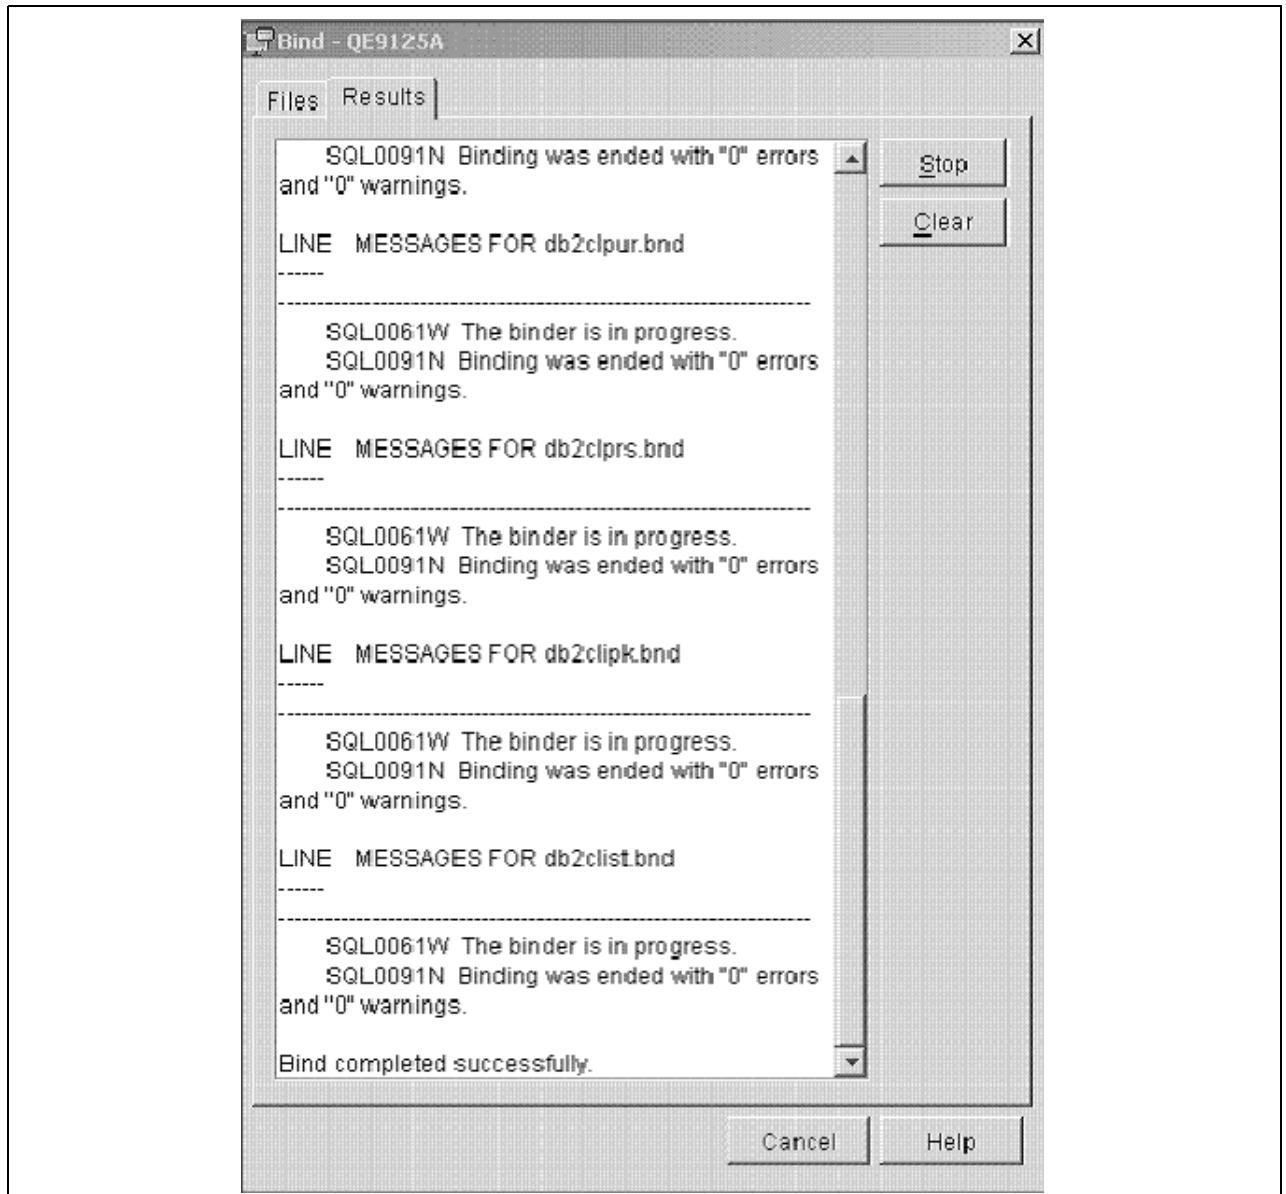 Bind - QE9125A
Files
Results
SQL0091N Binding was ended with "0" errors
and "0" warnings.
LINE MESSAGES FOR db2clpur.bnd
------
--------------------------------------------------------------------
SQL0061W The binder is in progress.
SQL0091N Binding was ended with "0" errors
and "0" warnings.
LINE MESSAGES FOR db2clprs.bnd
------
--------------------------------------------------------------------
SQL0061W The binder is in progress.
SQL0091N Binding was ended with "0" errors
and "0" warnings.
LINE MESSAGES FOR db2clipk.bnd
------
--------------------------------------------------------------------
SQL0061W The binder is in progress.
SQL0091N Binding was ended with "0" errors
and "0" warnings.
LINE MESSAGES FOR db2clist.bnd
------
--------------------------------------------------------------------
SQL0061W The binder is in progress.
SQL0091N Binding was ended with "0" errors
and "0" warnings.
Bind completed successfully.
Stop
Clear
Cancel
Help